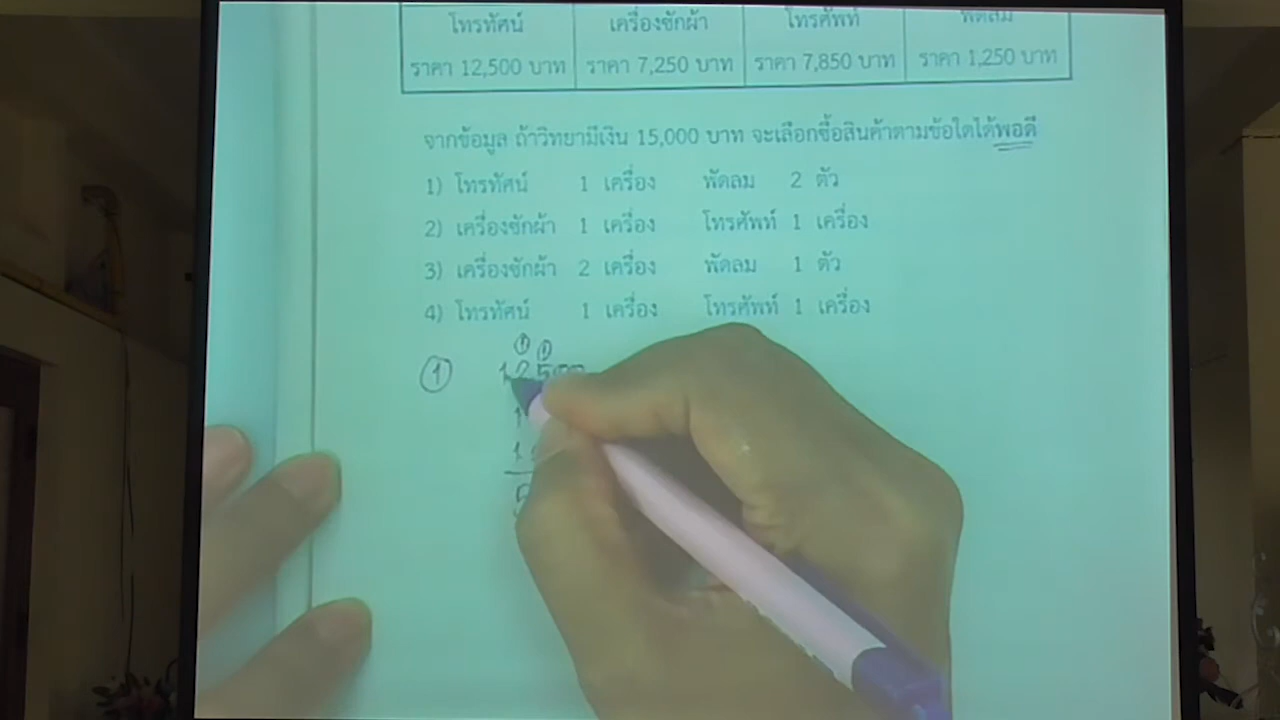 โทรทัศน์ เครื่องซักผ้า โทรศัพท์ พัดลม
ราคา 12,500 บาท ราคา 7,250 บาท ราคา 7,850 บาท ราคา 1,250 บาท
จากข้อมูล ถ้าวิทยามีเงิน 15,000 บาท จะเลือกซื้อสินค้าตามข้อใดได้พอดี
1) โทรทัศน์ 1 เครื่อง พัดลม 2 ตัว
2) เครื่องซักผ้า 1 เครื่อง โทรศัพท์ 1 เครื่อง
3) เครื่องซักผ้า 2 เครื่อง พัดลม 1 ตัว
4) โทรทัศน์ 1 เครื่อง โทรศัพท์ 1 เครื่อง
1 1
1 12500
1
1
5